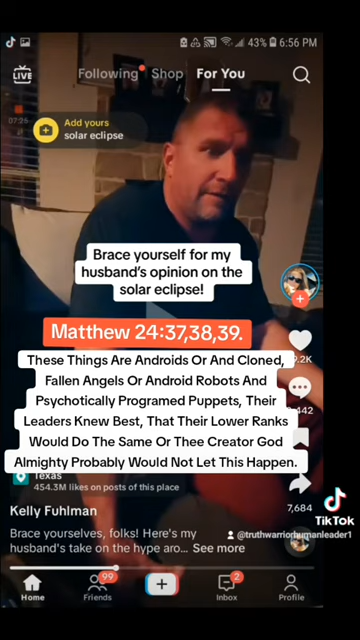 TikTok
43% 6:56 PM
LIVE
Following Shop For You
Add yours
solar eclipse
Brace yourself for my
husband's opinion on the
solar eclipse!
Matthew 24:37,38,39.
These Things Are Androids Or And Cloned,
Fallen Angels Or Android Robots And
Psychotically Programed Puppets, Their
Leaders Knew Best, That Their Lower Ranks
Would Do The Same Or Thee Creator God
Almighty Probably Would Not Let This Happen.
Texas
454.3M likes on posts of this place
7,684
Kelly Fuhlman
@truthwarriorhumanleader1
Brace yourselves, folks! Here's my
husband's take on the hype aro... See more
99
2
Home
Friends
Inbox
Profile